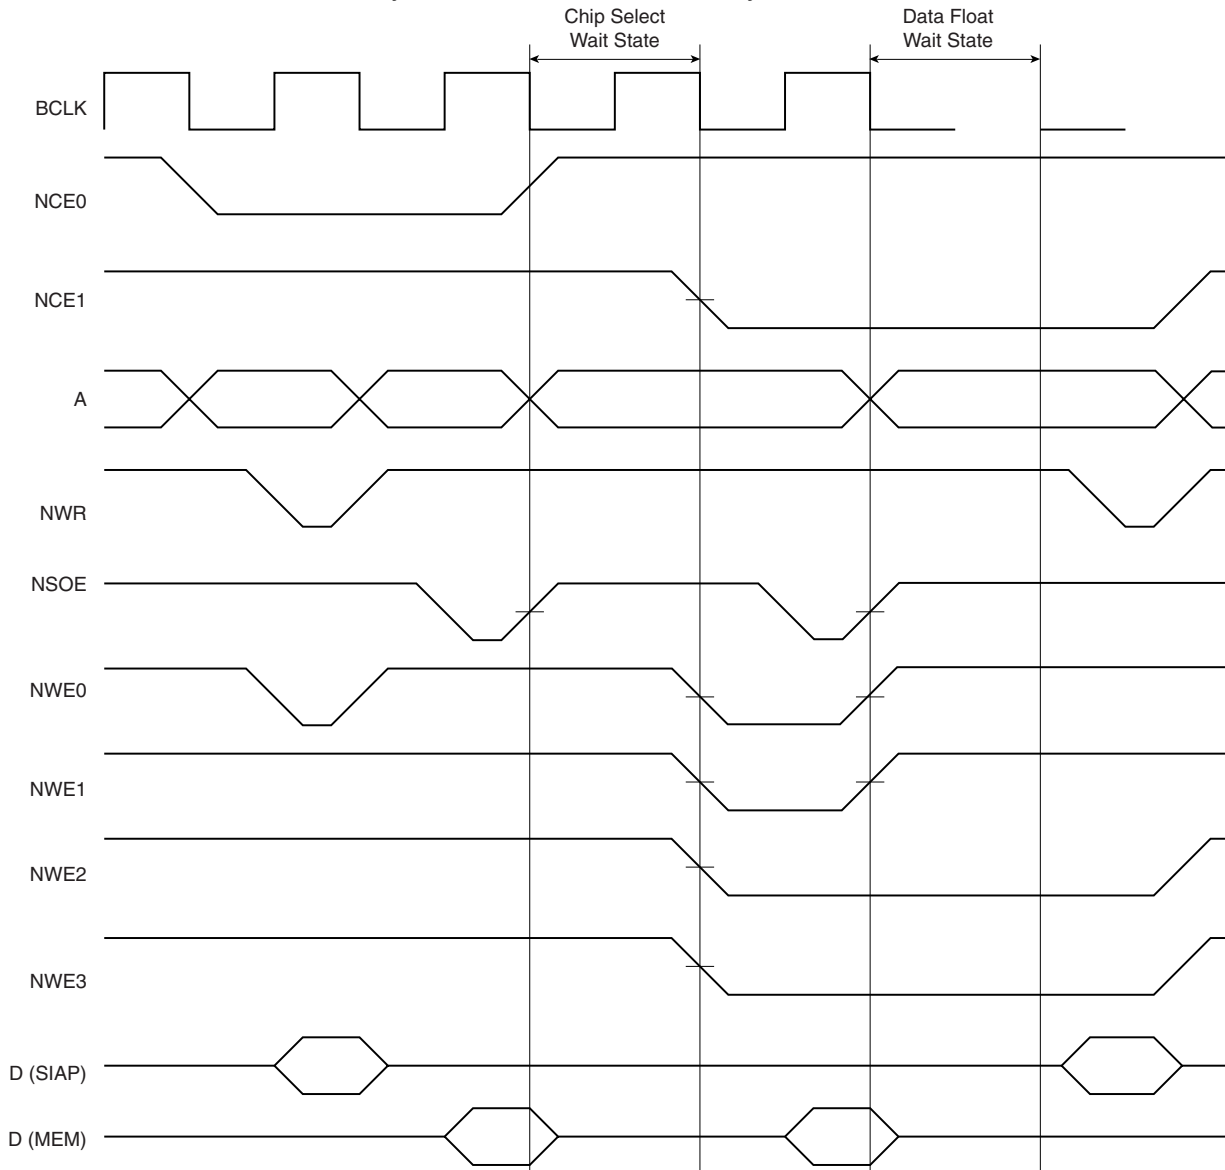 Chip Select
Wait State
Data Float
Wait State
BCLK
NCE0
NCE1
A
NWR
NSOE
NWE0
NWE1
NWE2
NWE3
D (SIAP)
D (MEM)